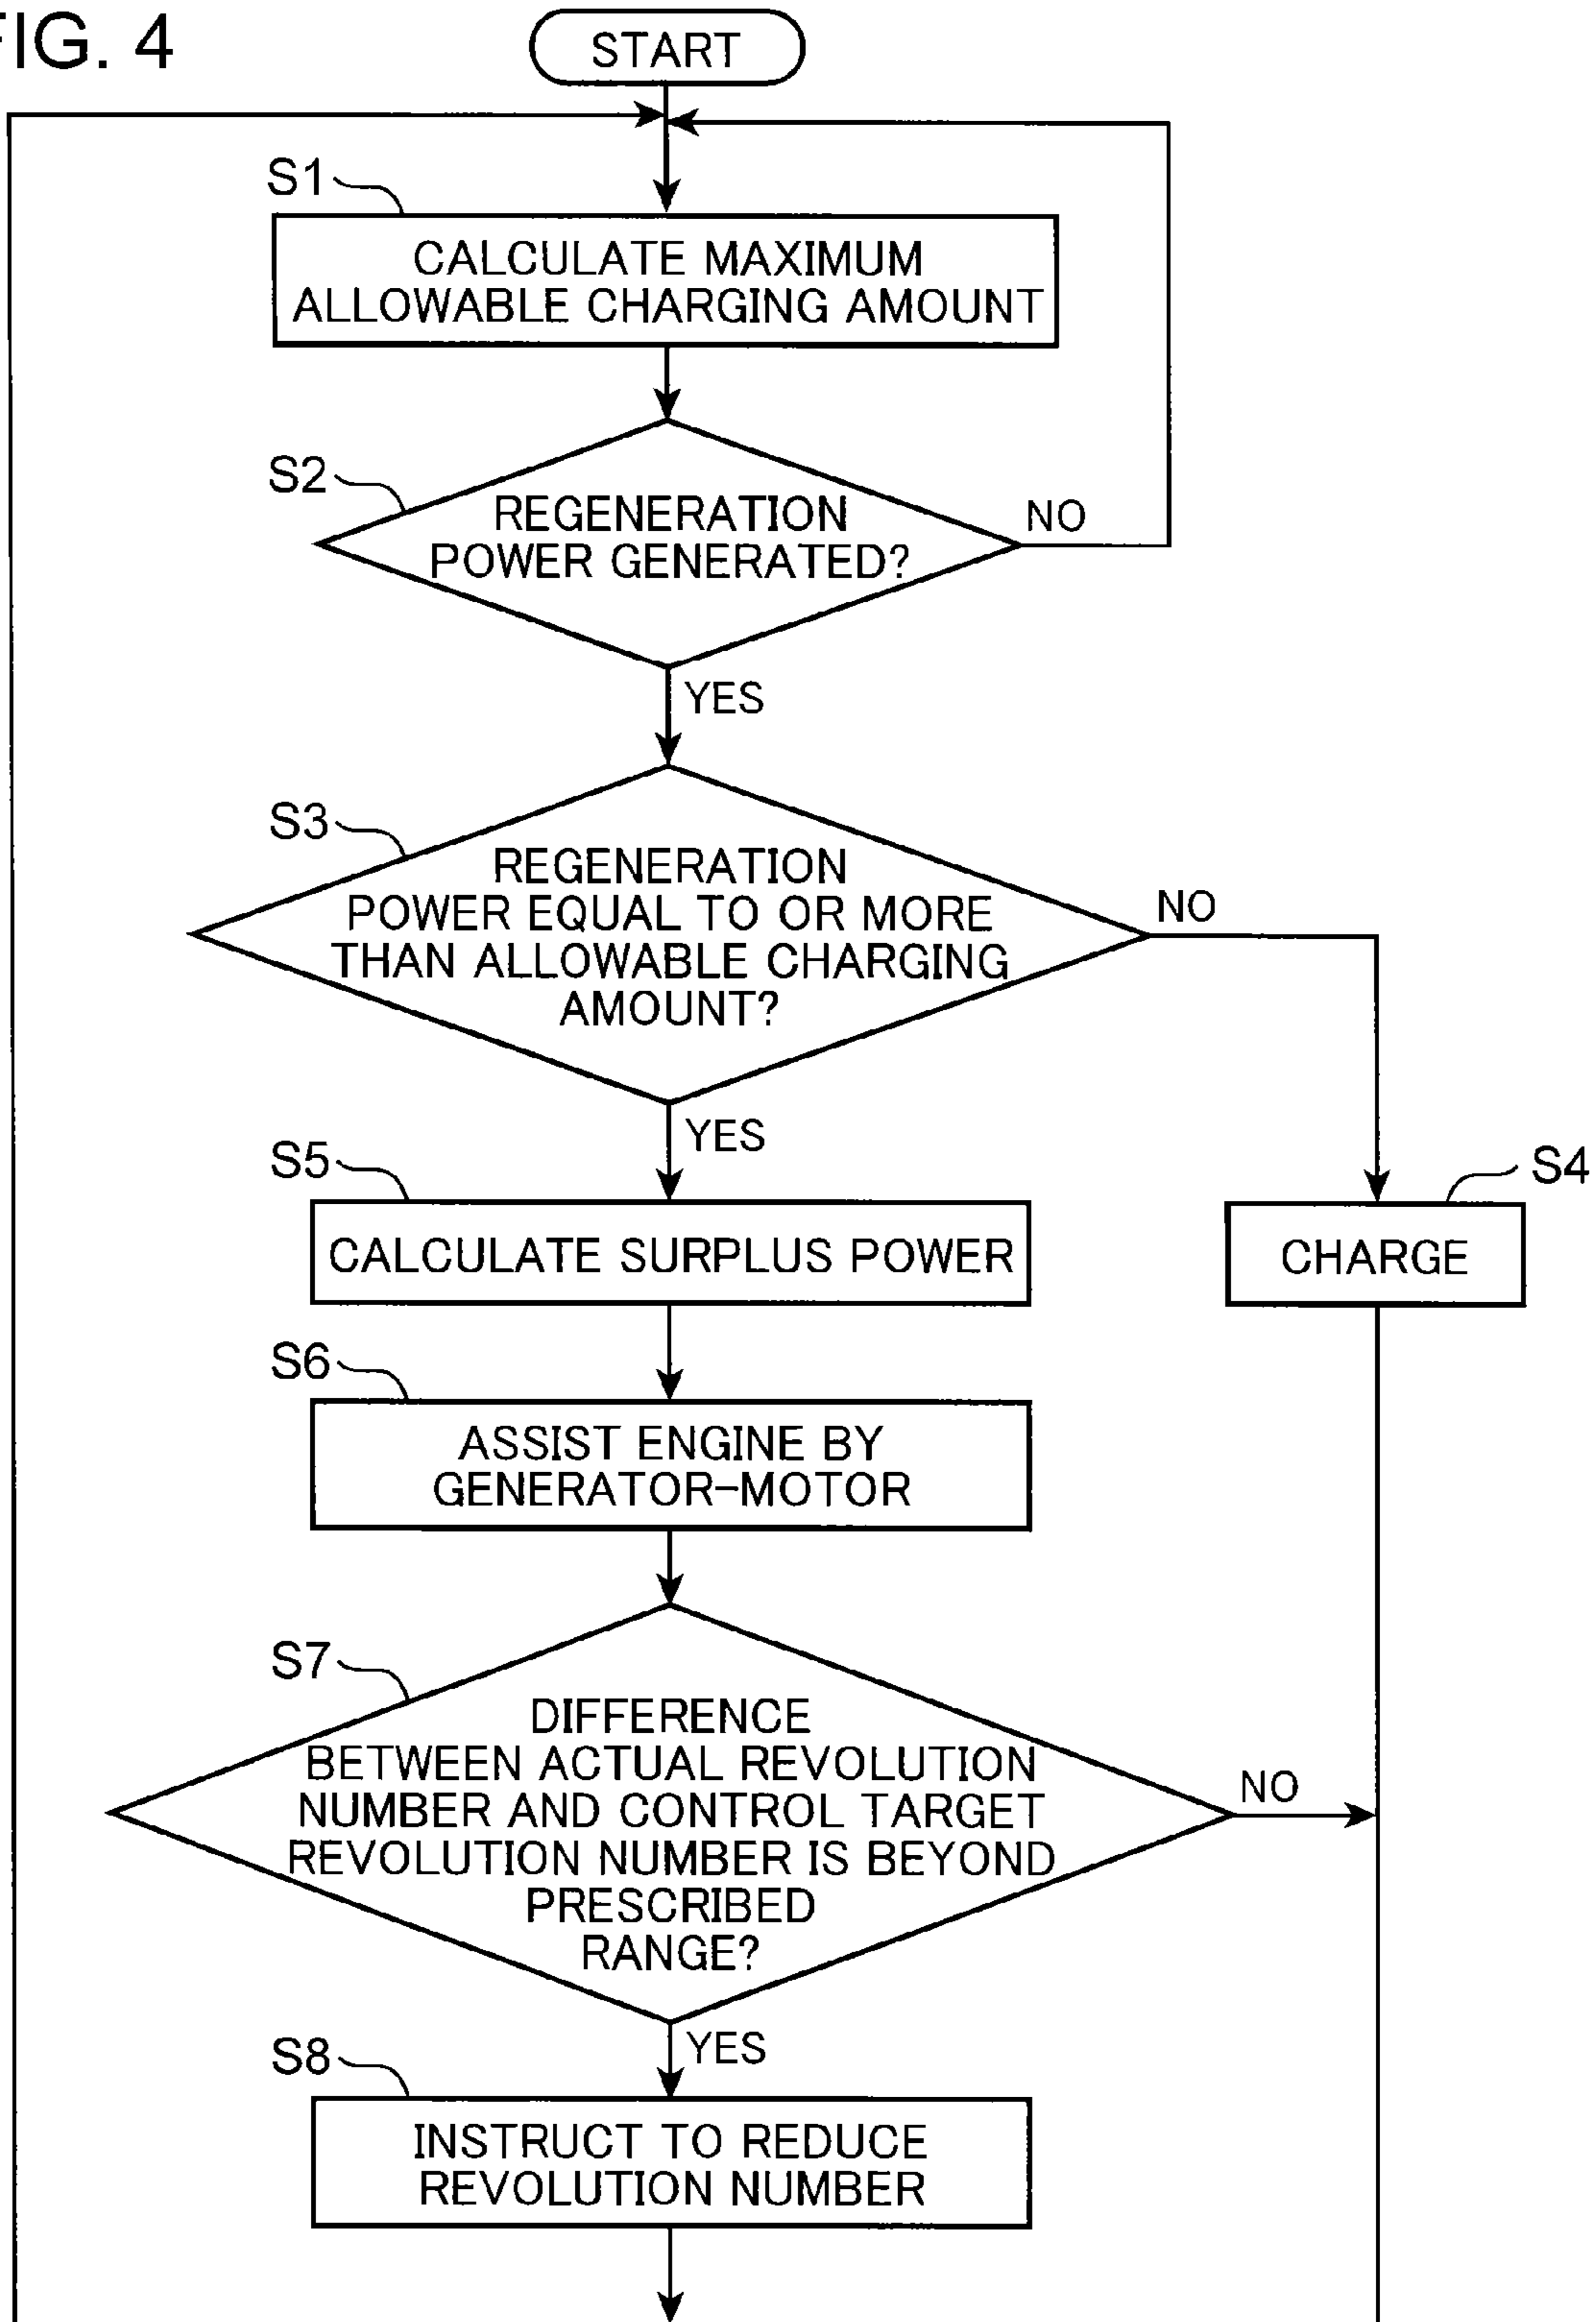 FIG. 4
START
S1
CALCULATE MAXIMUM
ALLOWABLE CHARGING AMOUNT
S2
REGENERATION
POWER GENERATED?
NO
YES
S3
REGENERATION
POWER EQUAL TO OR MORE
THAN ALLOWABLE CHARGING
AMOUNT?
NO
YES
S5
CALCULATE SURPLUS POWER
S4
CHARGE
S6
ASSIST ENGINE BY
GENERATOR-MOTOR
S7
DIFFERENCE
BETWEEN ACTUAL REVOLUTION
NUMBER AND CONTROL TARGET
REVOLUTION NUMBER IS BEYOND
PRESCRIBED
RANGE?
NO
YES
S8
INSTRUCT TO REDUCE
REVOLUTION NUMBER